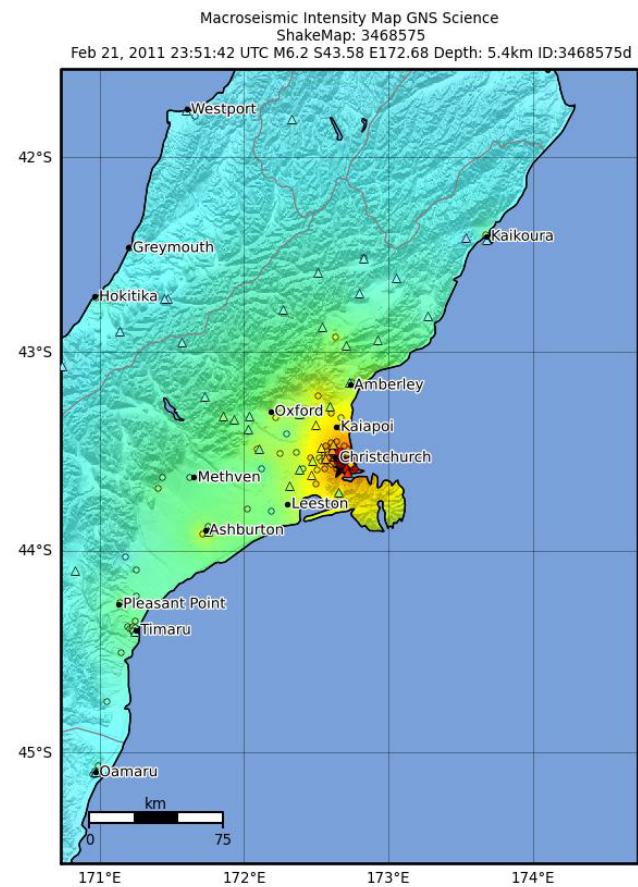 Macroseismic Intensity Map GNS Science
ShakeMap: 3468575
Feb 21, 2011 23:51:42 UTC M6.2 S43.58 E172.68 Depth: 5.4km ID:3468575d
Westport
42°S
Kaikoura
Greymouth
Hokitika
43°S
Amberley
Oxford
Kaiapoi
Christchurch
Methven
Leeston
Ashburton
44°S
Pleasant Point
Timaru
45°S
Oamaru
km
0 75
171°E 172°E 173°E 174°E